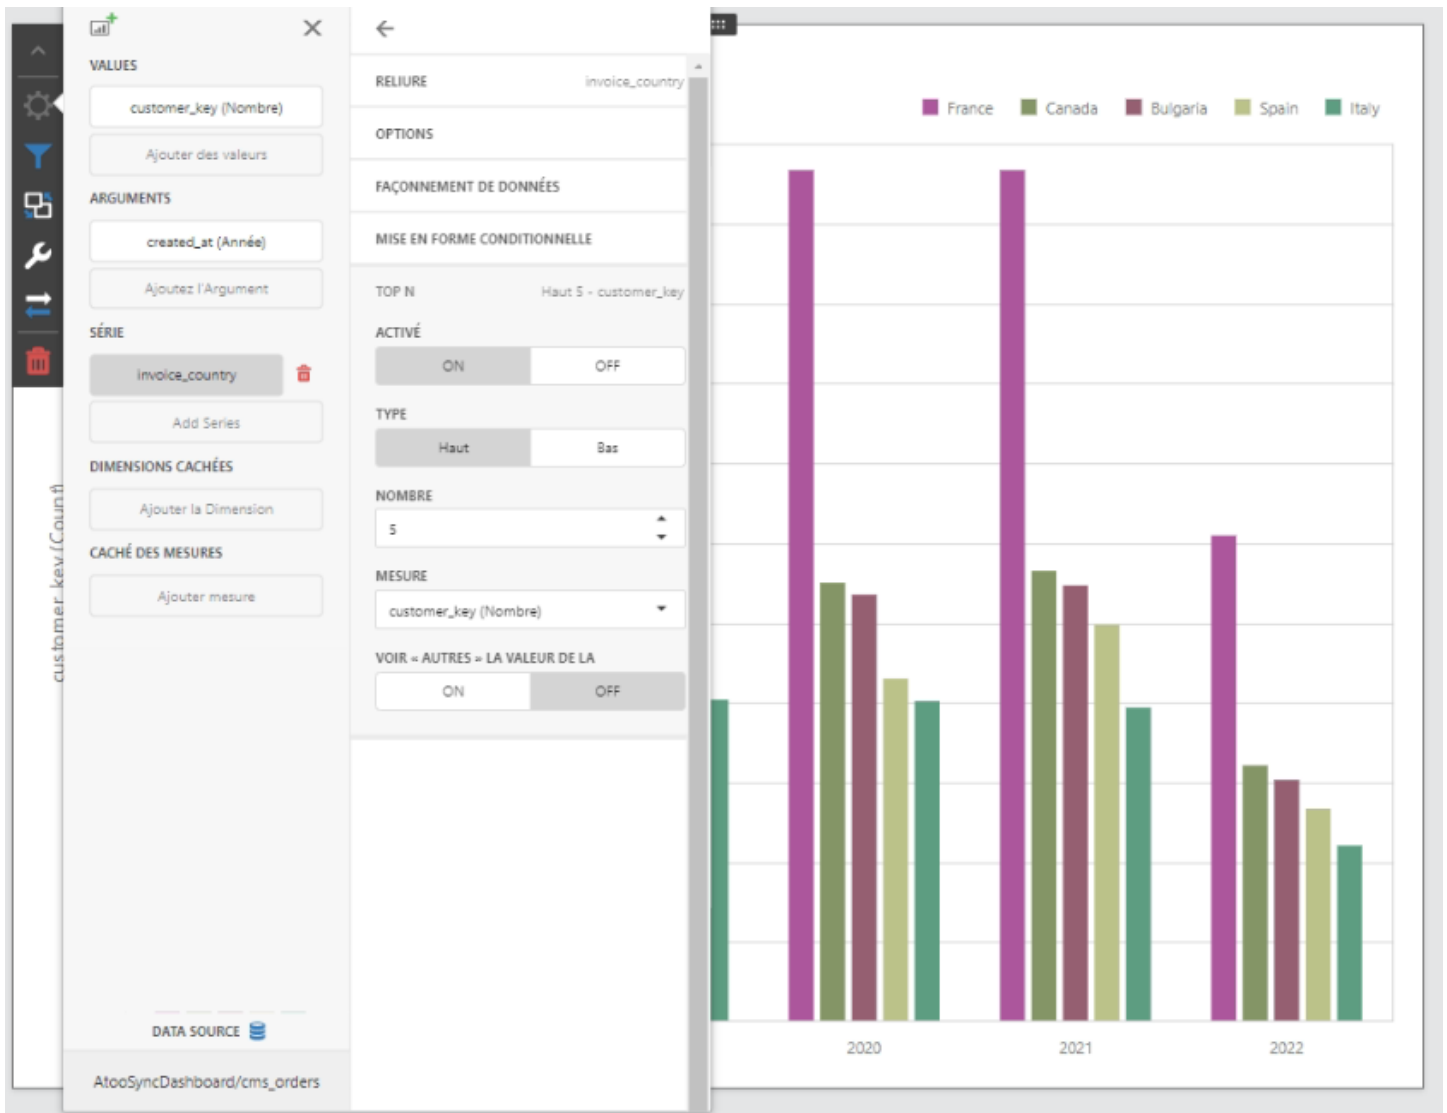 VALUES
customer_key (Nombre)
Ajouter des valeurs
ARGUMENTS
created_at (Année)
Ajoutez l'Argument
SÉRIE
invoice_country
Add Series
DIMENSIONS CACHÉES
Ajouter la Dimension
CACHÉ DES MESURES
Ajouter mesure
DATA SOURCE
AtooSyncDashboard/cms_orders
RELIURE invoice_country
OPTIONS
FAÇONNEMENT DE DONNÉES
MISE EN FORME CONDITIONNELLE
TOP N Haut 5 - customer_key
ACTIVÉ
ON OFF
TYPE
Haut Bas
NOMBRE
5
MESURE
customer_key (Nombre)
VOIR « AUTRES » LA VALEUR DE LA
ON OFF
customer_key (Count)
France Canada Bulgaria Spain Italy
2020 2021 2022